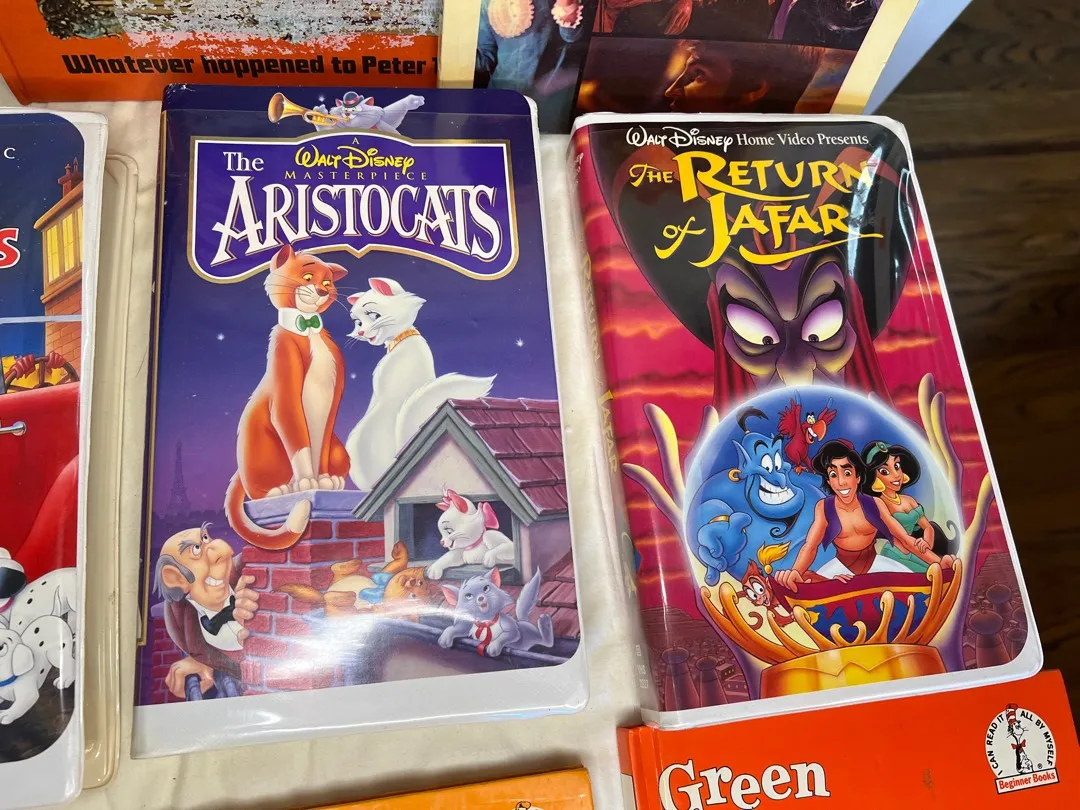 Whatever happened to Peter
C
S
A
WALT DISNEY
MASTERPIECE
The
ARISTOCATS
WALT DISNEY Home Video Presents
THE RETURN
of JAFAR
Green
I CAN READ IT ALL BY MYSELF
Beginner Books